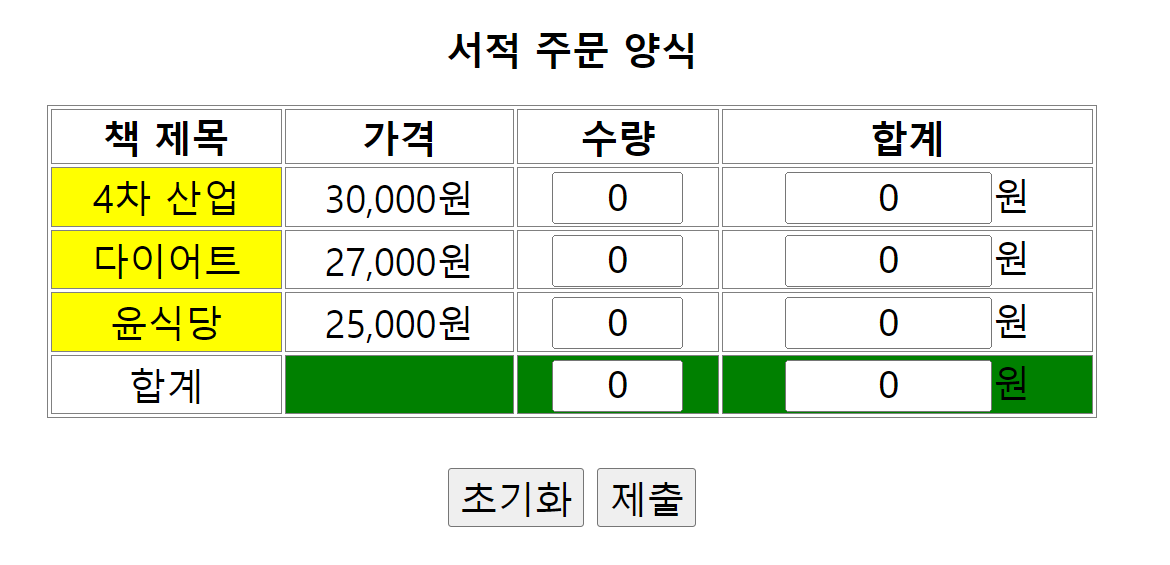 서적 주문 양식
책 제목 가격 수량 합계
4차 산업 30,000원 0 0 원
다이어트 27,000원 0 0 원
윤식당 25,000원 0 0 원
합계 0 0 원
초기화 제출